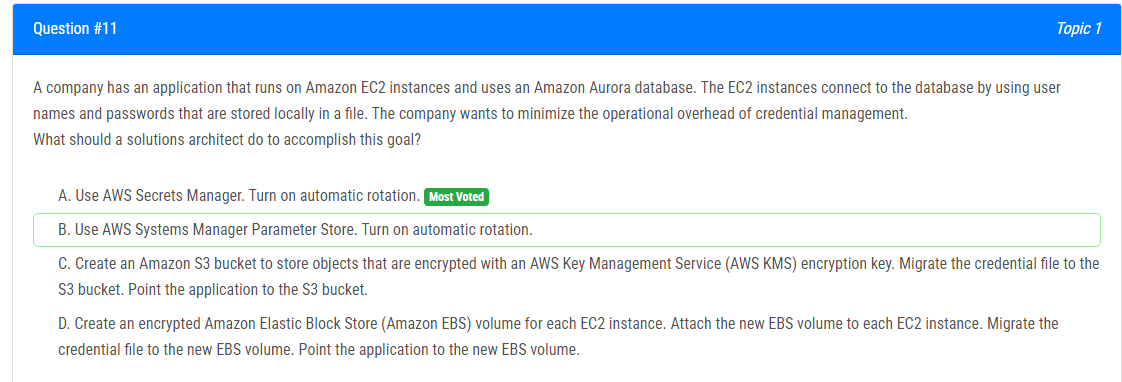 Question #11
Topic 1
A company has an application that runs on Amazon EC2 instances and uses an Amazon Aurora database. The EC2 instances connect to the database by using user
names and passwords that are stored locally in a file. The company wants to minimize the operational overhead of credential management.
What should a solutions architect do to accomplish this goal?
A. Use AWS Secrets Manager. Turn on automatic rotation. Most Voted
B. Use AWS Systems Manager Parameter Store. Turn on automatic rotation.
C. Create an Amazon S3 bucket to store objects that are encrypted with an AWS Key Management Service (AWS KMS) encryption key. Migrate the credential file to the
S3 bucket. Point the application to the S3 bucket.
D. Create an encrypted Amazon Elastic Block Store (Amazon EBS) volume for each EC2 instance. Attach the new EBS volume to each EC2 instance. Migrate the
credential file to the new EBS volume. Point the application to the new EBS volume.